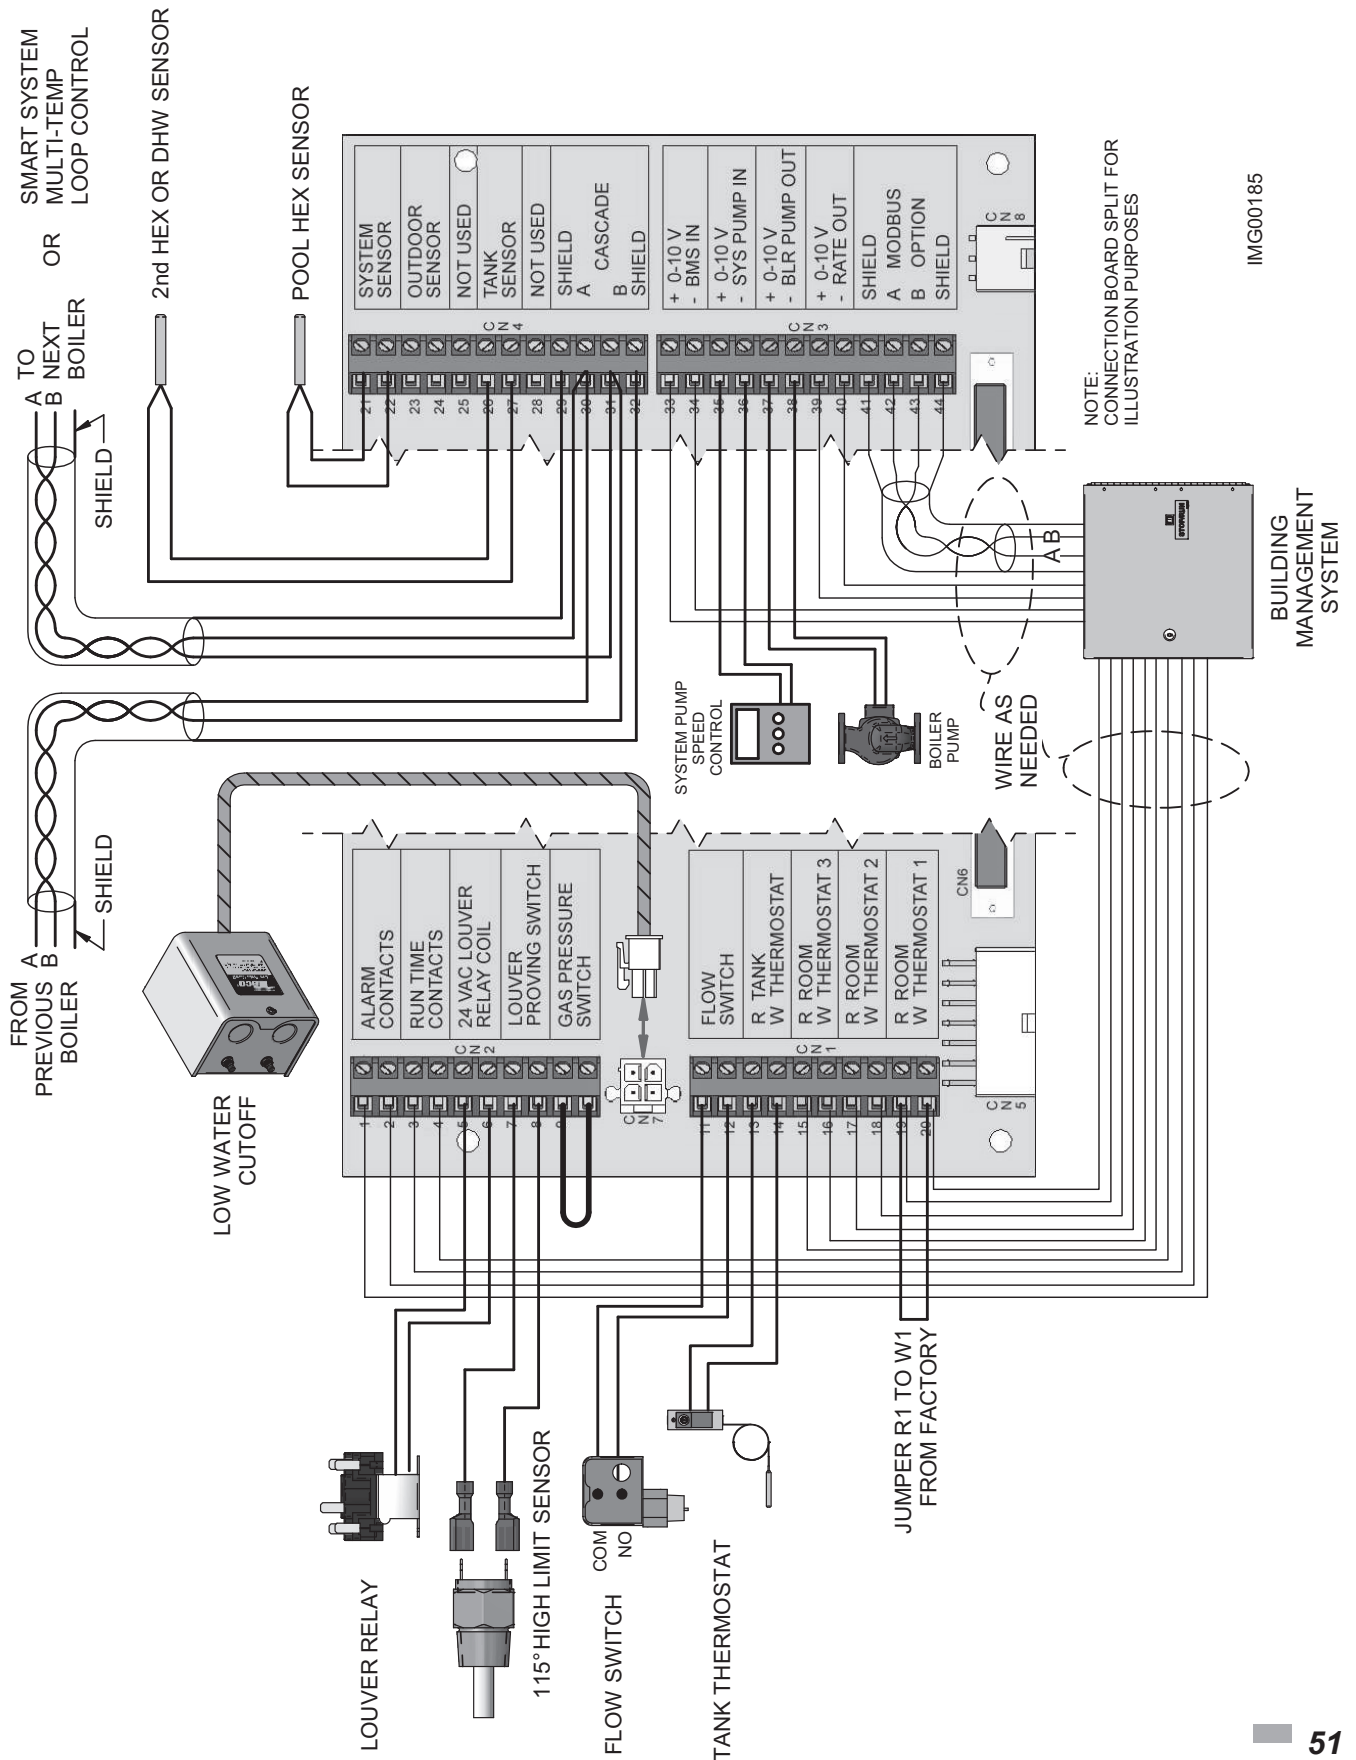 FROM
PREVIOUS
BOILER
A
B
SHIELD
A
B
TO
NEXT
BOILER
OR
SMART SYSTEM
MULTI-TEMP
LOOP CONTROL
SHIELD
2nd HEX OR DHW SENSOR
POOL HEX SENSOR
LOW WATER
CUTOFF
ALARM
CONTACTS
RUN TIME
CONTACTS
24 VAC LOUVER
RELAY COIL
LOUVER
PROVING SWITCH
GAS PRESSURE
SWITCH
CN2
1
2
3
4
5
6
7
8
9
CN7
FLOW
SWITCH
R TANK
W THERMOSTAT
R ROOM
W THERMOSTAT 3
R ROOM
W THERMOSTAT 2
R ROOM
W THERMOSTAT 1
CN1
11
12
13
14
15
16
17
18
19
20
CN6
CN5
SYSTEM
SENSOR
OUTDOOR
SENSOR
NOT USED
TANK
SENSOR
NOT USED
SHIELD
A
CASCADE
B
SHIELD
CN4
21
22
23
24
25
26
27
28
29
30
31
32
+ 0-10 V
- BMS IN
+ 0-10 V
- SYS PUMP IN
+ 0-10 V
- BLR PUMP OUT
+ 0-10 V
- RATE OUT
SHIELD
A MODBUS
B OPTION
SHIELD
CN3
33
34
35
36
37
38
39
40
41
42
43
44
CN8
LOUVER RELAY
115° HIGH LIMIT SENSOR
FLOW SWITCH
COM
NO
TANK THERMOSTAT
JUMPER R1 TO W1
FROM FACTORY
SYSTEM PUMP
SPEED
CONTROL
BOILER
PUMP
WIRE AS
NEEDED
A B
BUILDING
MANAGEMENT
SYSTEM
NOTE:
CONNECTION BOARD SPLIT FOR
ILLUSTRATION PURPOSES
IMG00185
51